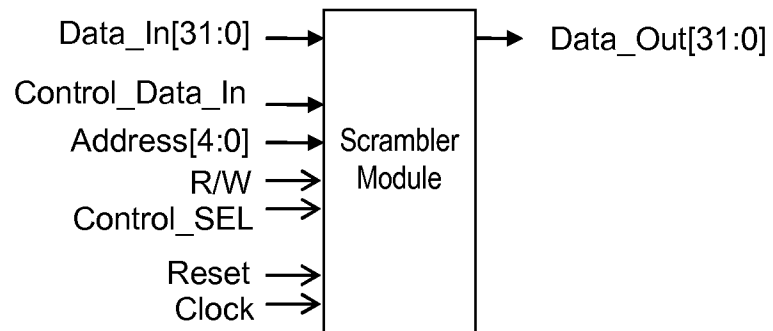 Data_In[31:0]
Data_Out[31:0]
Control_Data_In
Address[4:0]
Scrambler
Module
R/W
Control_SEL
Reset
Clock